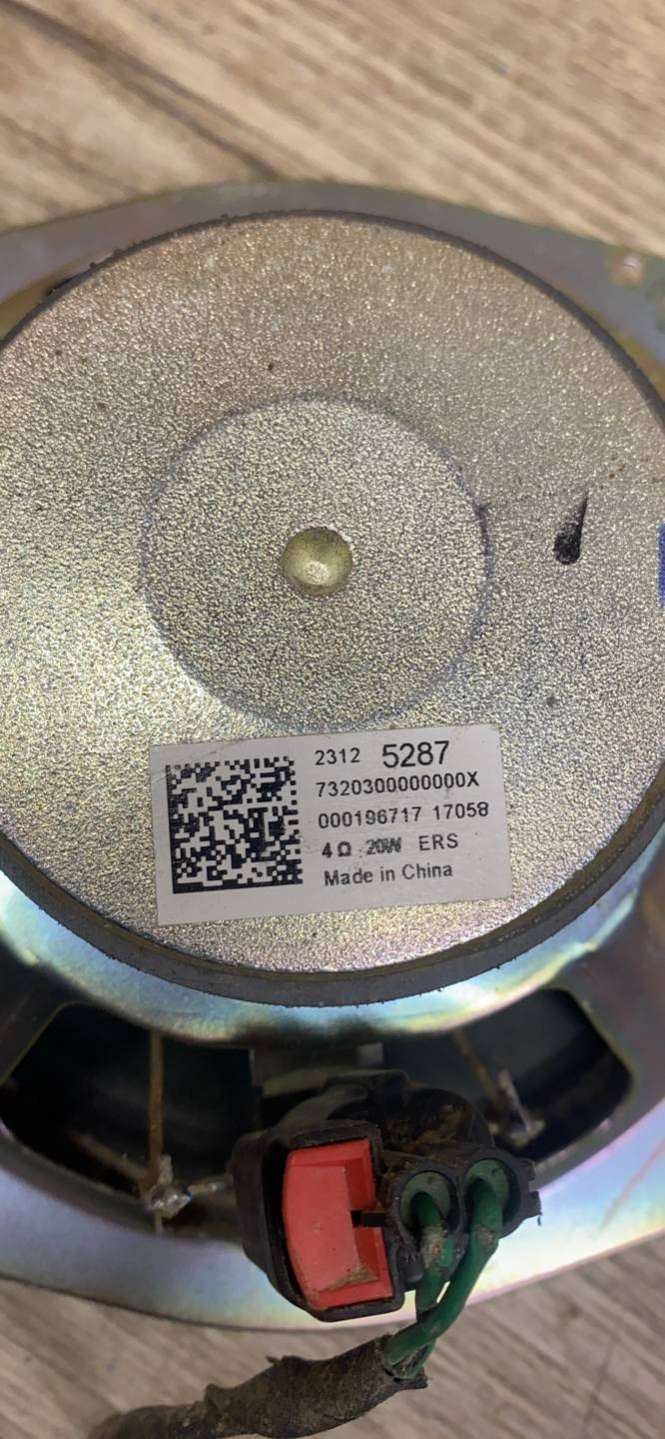 2312 5287
7320300000000X
000196717 17058
4Ω 20W ERS
Made in China